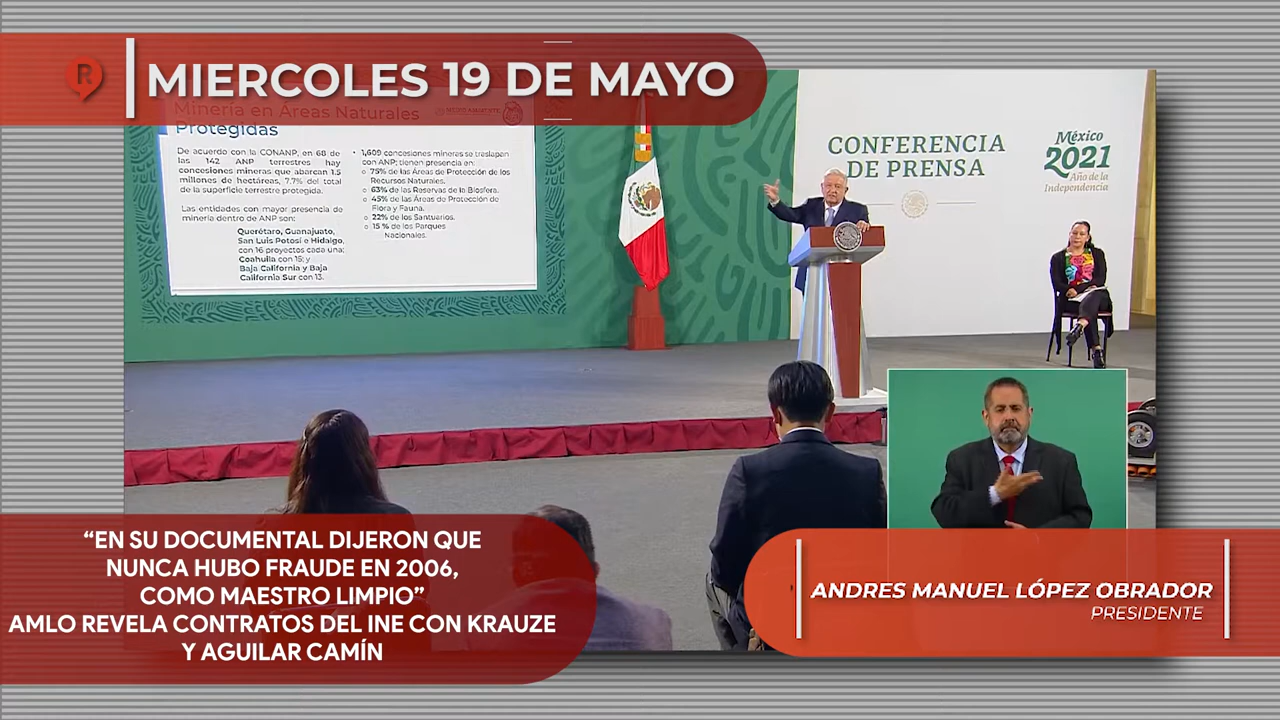 R
MIERCOLES 19 DE MAYO
Minería en Áreas Naturales
Protegidas
De acuerdo con la CONANP, en 68 de
las 142 ANP terrestres hay
concesiones mineras que abarcan 1.5
millones de hectáreas, 7.7% del total
de la superficie terrestre protegida.
Las entidades con mayor presencia de
minería dentro de ANP son:
Querétaro, Guanajuato,
San Luis Potosí e Hidalgo,
con 16 proyectos cada una;
Coahuila con 15; y
Baja California y Baja
California Sur con 13.
• 1,609 concesiones mineras se traslapan
con ANP; tienen presencia en:
o 75% de las Áreas de Protección de los
Recursos Naturales.
o 63% de las Reservas de la Biosfera.
o 45% de las Áreas de Protección de
Flora y Fauna.
o 22% de los Santuarios.
o 15 % de los Parques
Nacionales.
CONFERENCIA
DE PRENSA
México
2021
Año de la
Independencia
“EN SU DOCUMENTAL DIJERON QUE
NUNCA HUBO FRAUDE EN 2006,
COMO MAESTRO LIMPIO”
AMLO REVELA CONTRATOS DEL INE CON KRAUZE
Y AGUILAR CAMÍN
ANDRES MANUEL LÓPEZ OBRADOR
PRESIDENTE